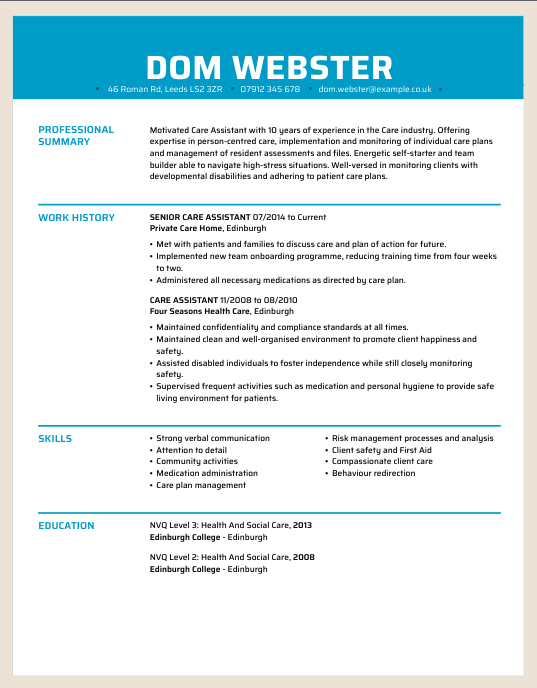 DOM WEBSTER
46 Roman Rd, Leeds LS2 3ZR • 07912 345 678 • dom.webster@example.co.uk
PROFESSIONAL SUMMARY
Motivated Care Assistant with 10 years of experience in the Care industry. Offering
expertise in person-centred care, implementation and monitoring of individual care plans
and management of resident assessments and files. Energetic self-starter and team
builder able to navigate high-stress situations. Well-versed in monitoring clients with
developmental disabilities and adhering to patient care plans.
WORK HISTORY
SENIOR CARE ASSISTANT 07/2014 to Current
Private Care Home, Edinburgh
• Met with patients and families to discuss care and plan of action for future.
• Implemented new team onboarding programme, reducing training time from four weeks
to two.
• Administered all necessary medications as directed by care plan.
CARE ASSISTANT 11/2008 to 08/2010
Four Seasons Health Care, Edinburgh
• Maintained confidentiality and compliance standards at all times.
• Maintained clean and well-organised environment to promote client happiness and
safety.
• Assisted disabled individuals to foster independence while still closely monitoring
safety.
• Supervised frequent activities such as medication and personal hygiene to provide safe
living environment for patients.
SKILLS
• Strong verbal communication
• Attention to detail
• Community activities
• Medication administration
• Care plan management
• Risk management processes and analysis
• Client safety and First Aid
• Compassionate client care
• Behaviour redirection
EDUCATION
NVQ Level 3: Health And Social Care, 2013
Edinburgh College - Edinburgh
NVQ Level 2: Health And Social Care, 2008
Edinburgh College - Edinburgh